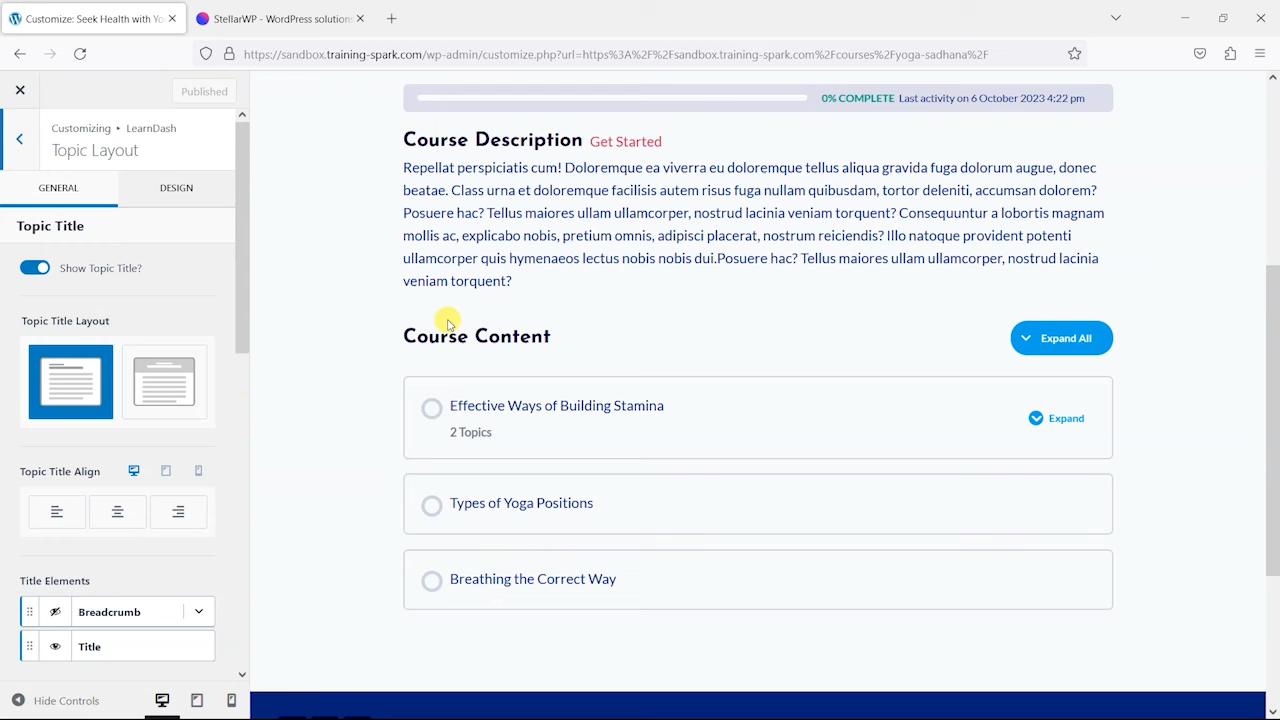 Customize: Seek Health with Yo
StellarWP - WordPress solutions
https://sandbox.training-spark.com/wp-admin/customize.php?url=https%3A%2F%2Fsandbox.training-spark.com%2Fcourses%2Fyoga-sadhana%2F
Published
Customizing ▸ LearnDash
Topic Layout
GENERAL
DESIGN
Topic Title
Show Topic Title?
Topic Title Layout
Topic Title Align
Title Elements
Breadcrumb
Title
Hide Controls
0% COMPLETE Last activity on 6 October 2023 4:22 pm
Course Description Get Started
Repellat perspiciatis cum! Doloremque ea viverra eu doloremque tellus aliqua gravida fuga dolorum augue, donec
beatae. Class urna et doloremque facilisis autem risus fuga nullam quibusdam, tortor deleniti, accumsan dolorem?
Posuere hac? Tellus maiores ullam ullamcorper, nostrud lacinia veniam torquent? Consequuntur a lobortis magnam
mollis ac, explicabo nobis, pretium omnis, adipisci placerat, nostrum reiciendis? Illo natoque provident potenti
ullamcorper quis hymenaeos lectus nobis nobis dui.Posuere hac? Tellus maiores ullam ullamcorper, nostrud lacinia
veniam torquent?
Course Content
Expand All
Effective Ways of Building Stamina
2 Topics
Expand
Types of Yoga Positions
Breathing the Correct Way